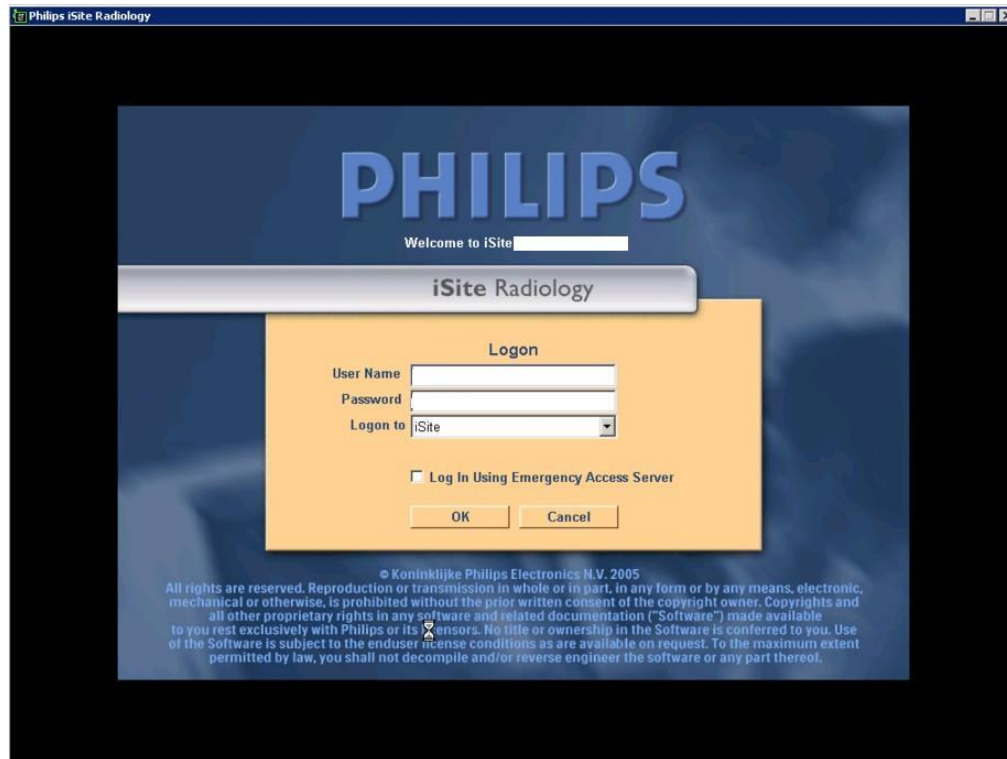 Philips iSite Radiology
PHILIPS
Welcome to iSite
iSite Radiology
Logon
User Name
Password
Logon to iSite
Log In Using Emergency Access Server
OK Cancel
© Koninklijke Philips Electronics N.V. 2005
All rights are reserved. Reproduction or transmission in whole or in part, in any form or by any means, electronic,
mechanical or otherwise, is prohibited without the prior written consent of the copyright owner. Copyrights and
all other proprietary rights in any software and related documentation ("Software") made available
to you rest exclusively with Philips or its No title or ownership in the Software is conferred to you. Use
of the Software is subject to the enduser license conditions as are available on request. To the maximum extent
permitted by law, you shall not decompile and/or reverse engineer the software or any part thereof.